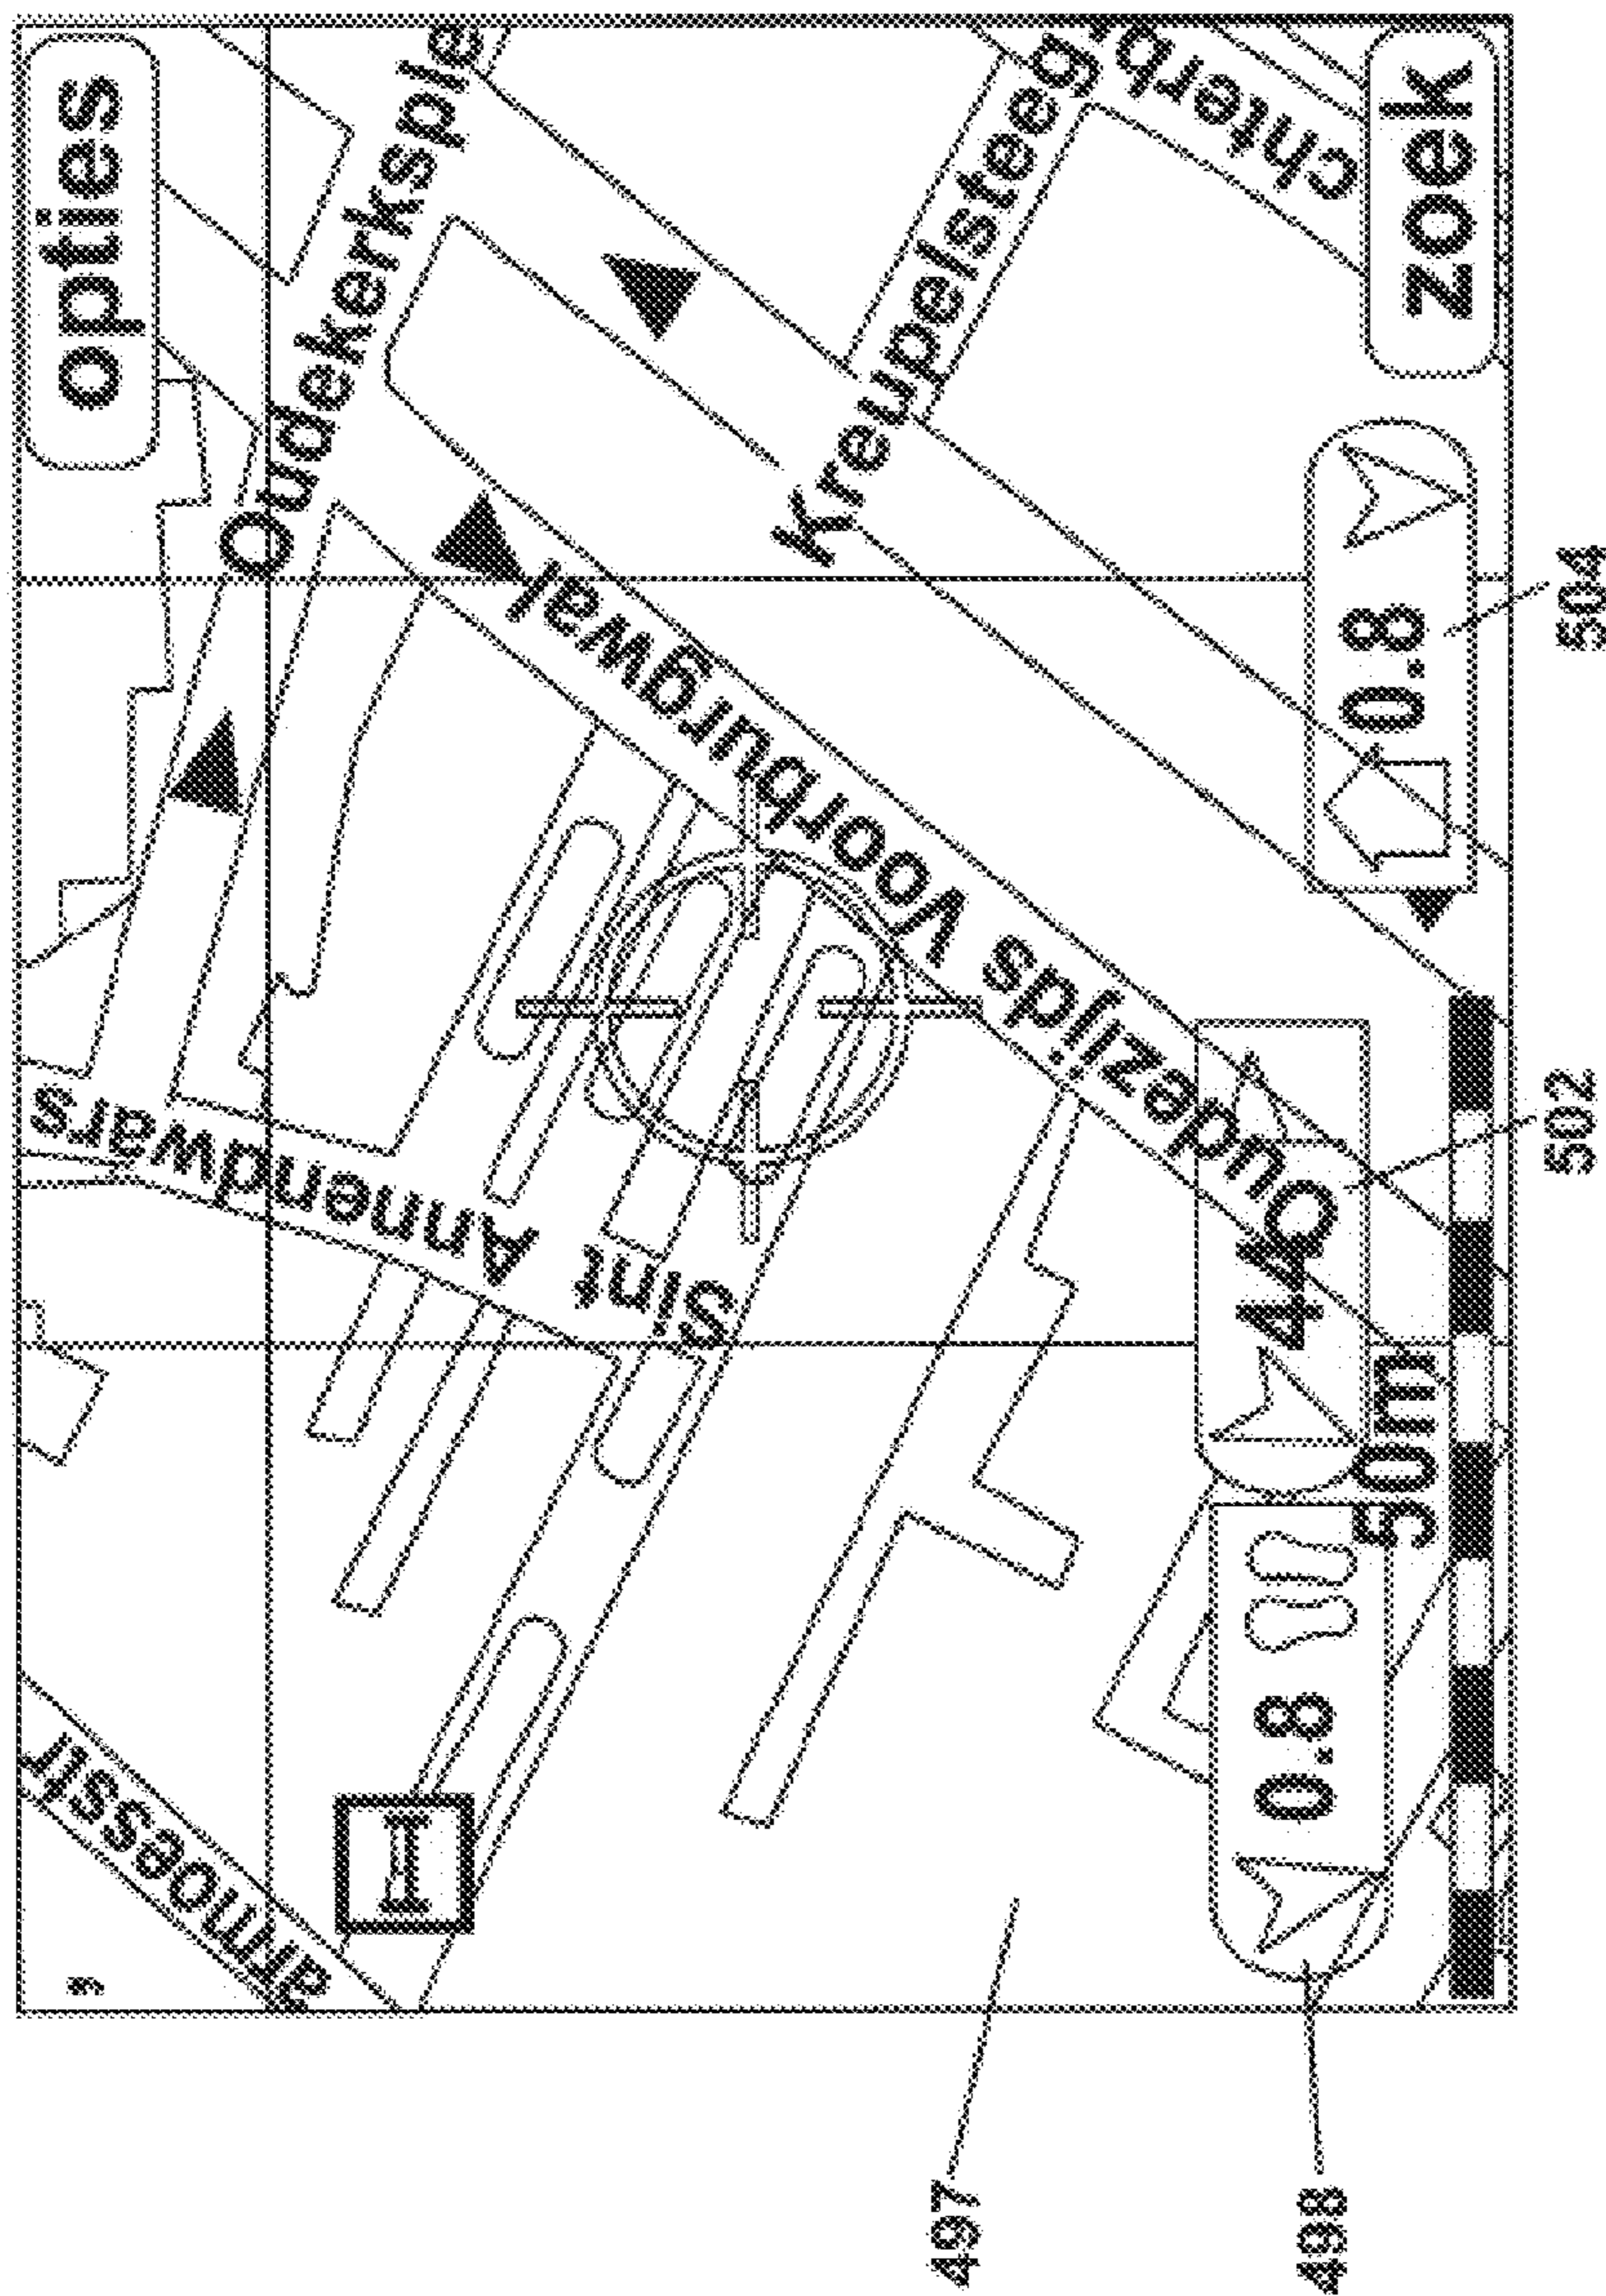 opties
armoesstr
Sint Annendwars
Oudekerksple
Oudezijds Voorburgwal
Kreupelsteeg
chterb
0.8
44
0.8
50m
zoek
497
498
502
504